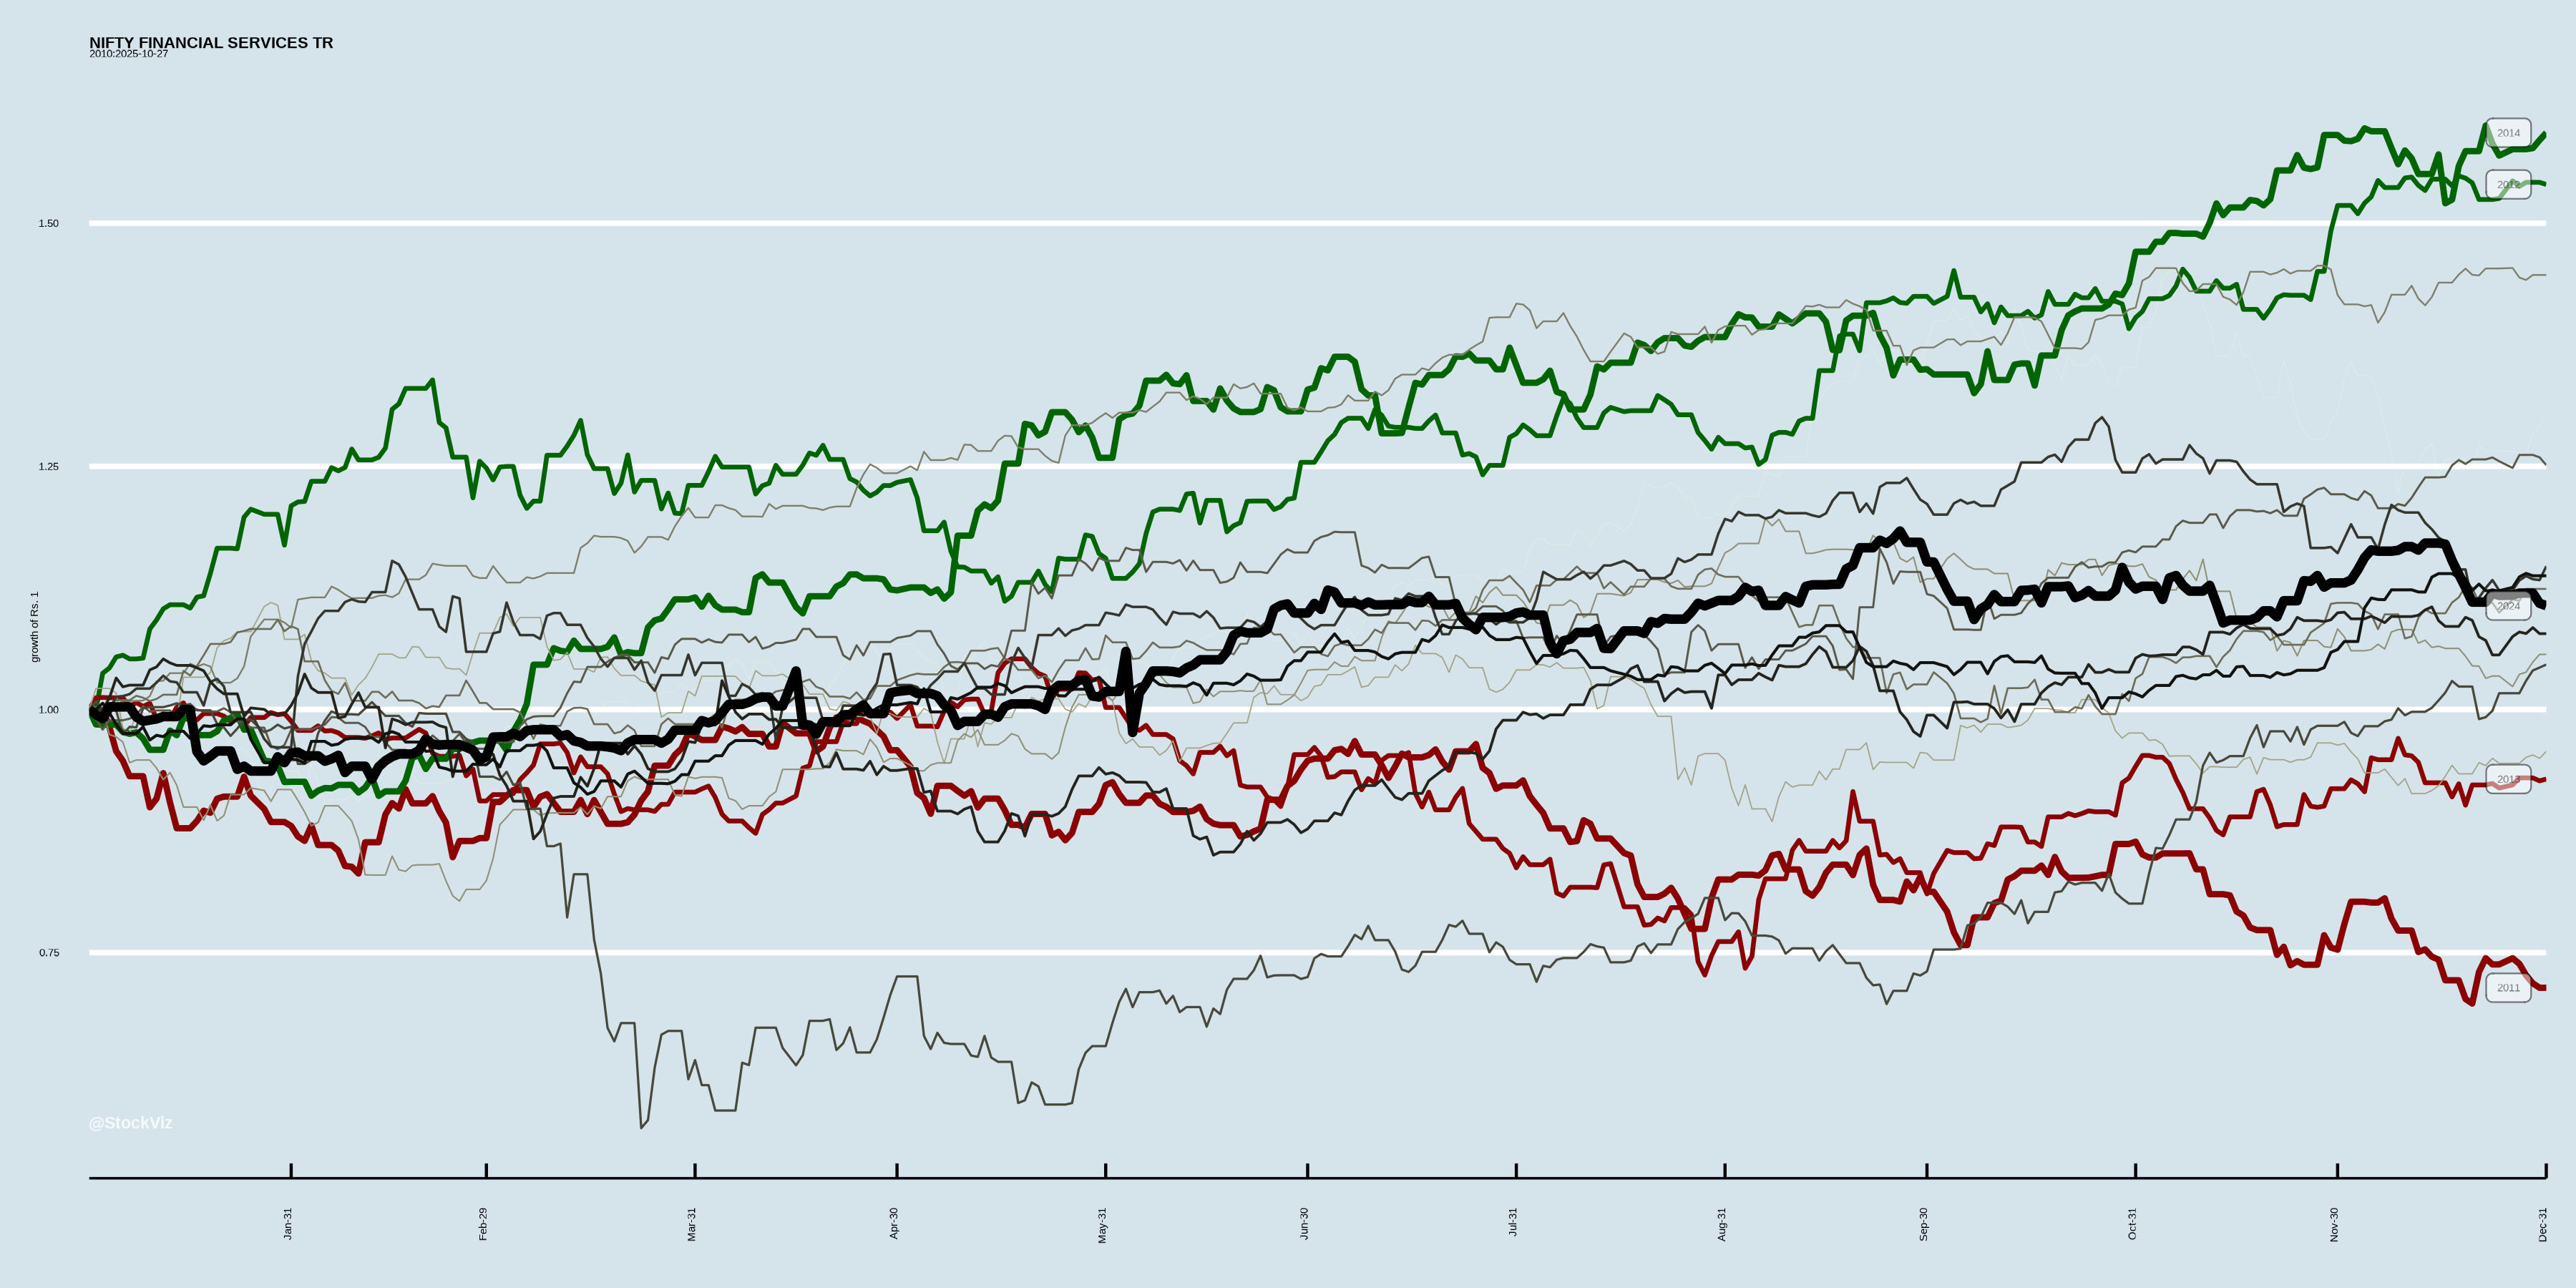 NIFTY FINANCIAL SERVICES TR
2010:2025-10-27
2014
2012
1.50
1.25
growth of Rs. 1
2024
1.00
2013
0.75
2011
@StockViz
Jan-31
Feb-29
Mar-31
Apr-30
May-31
Jun-30
Jul-31
Aug-31
Sep-30
Oct-31
Nov-30
Dec-31